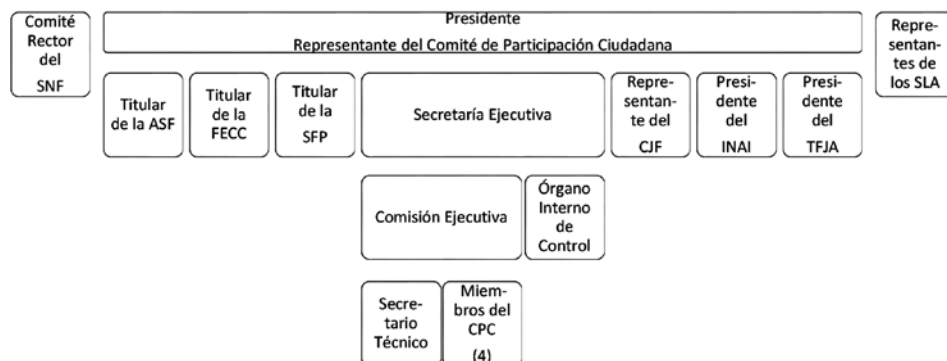 Comité
Rector
del
SNF
Presidente
Representante del Comité de Participación Ciudadana
Repre-
sentan-
tes de
los SLA
Titular
de la ASF
Titular
de la
FECC
Titular
de la
SFP
Secretaría Ejecutiva
Repre-
sentan-
te del
CJF
Presi-
dente
del
INAI
Presi-
dente
del
TFJA
Comisión Ejecutiva
Órgano
Interno
de
Control
Secre-
tario
Técnico
Miem-
bros del
CPC
(4)